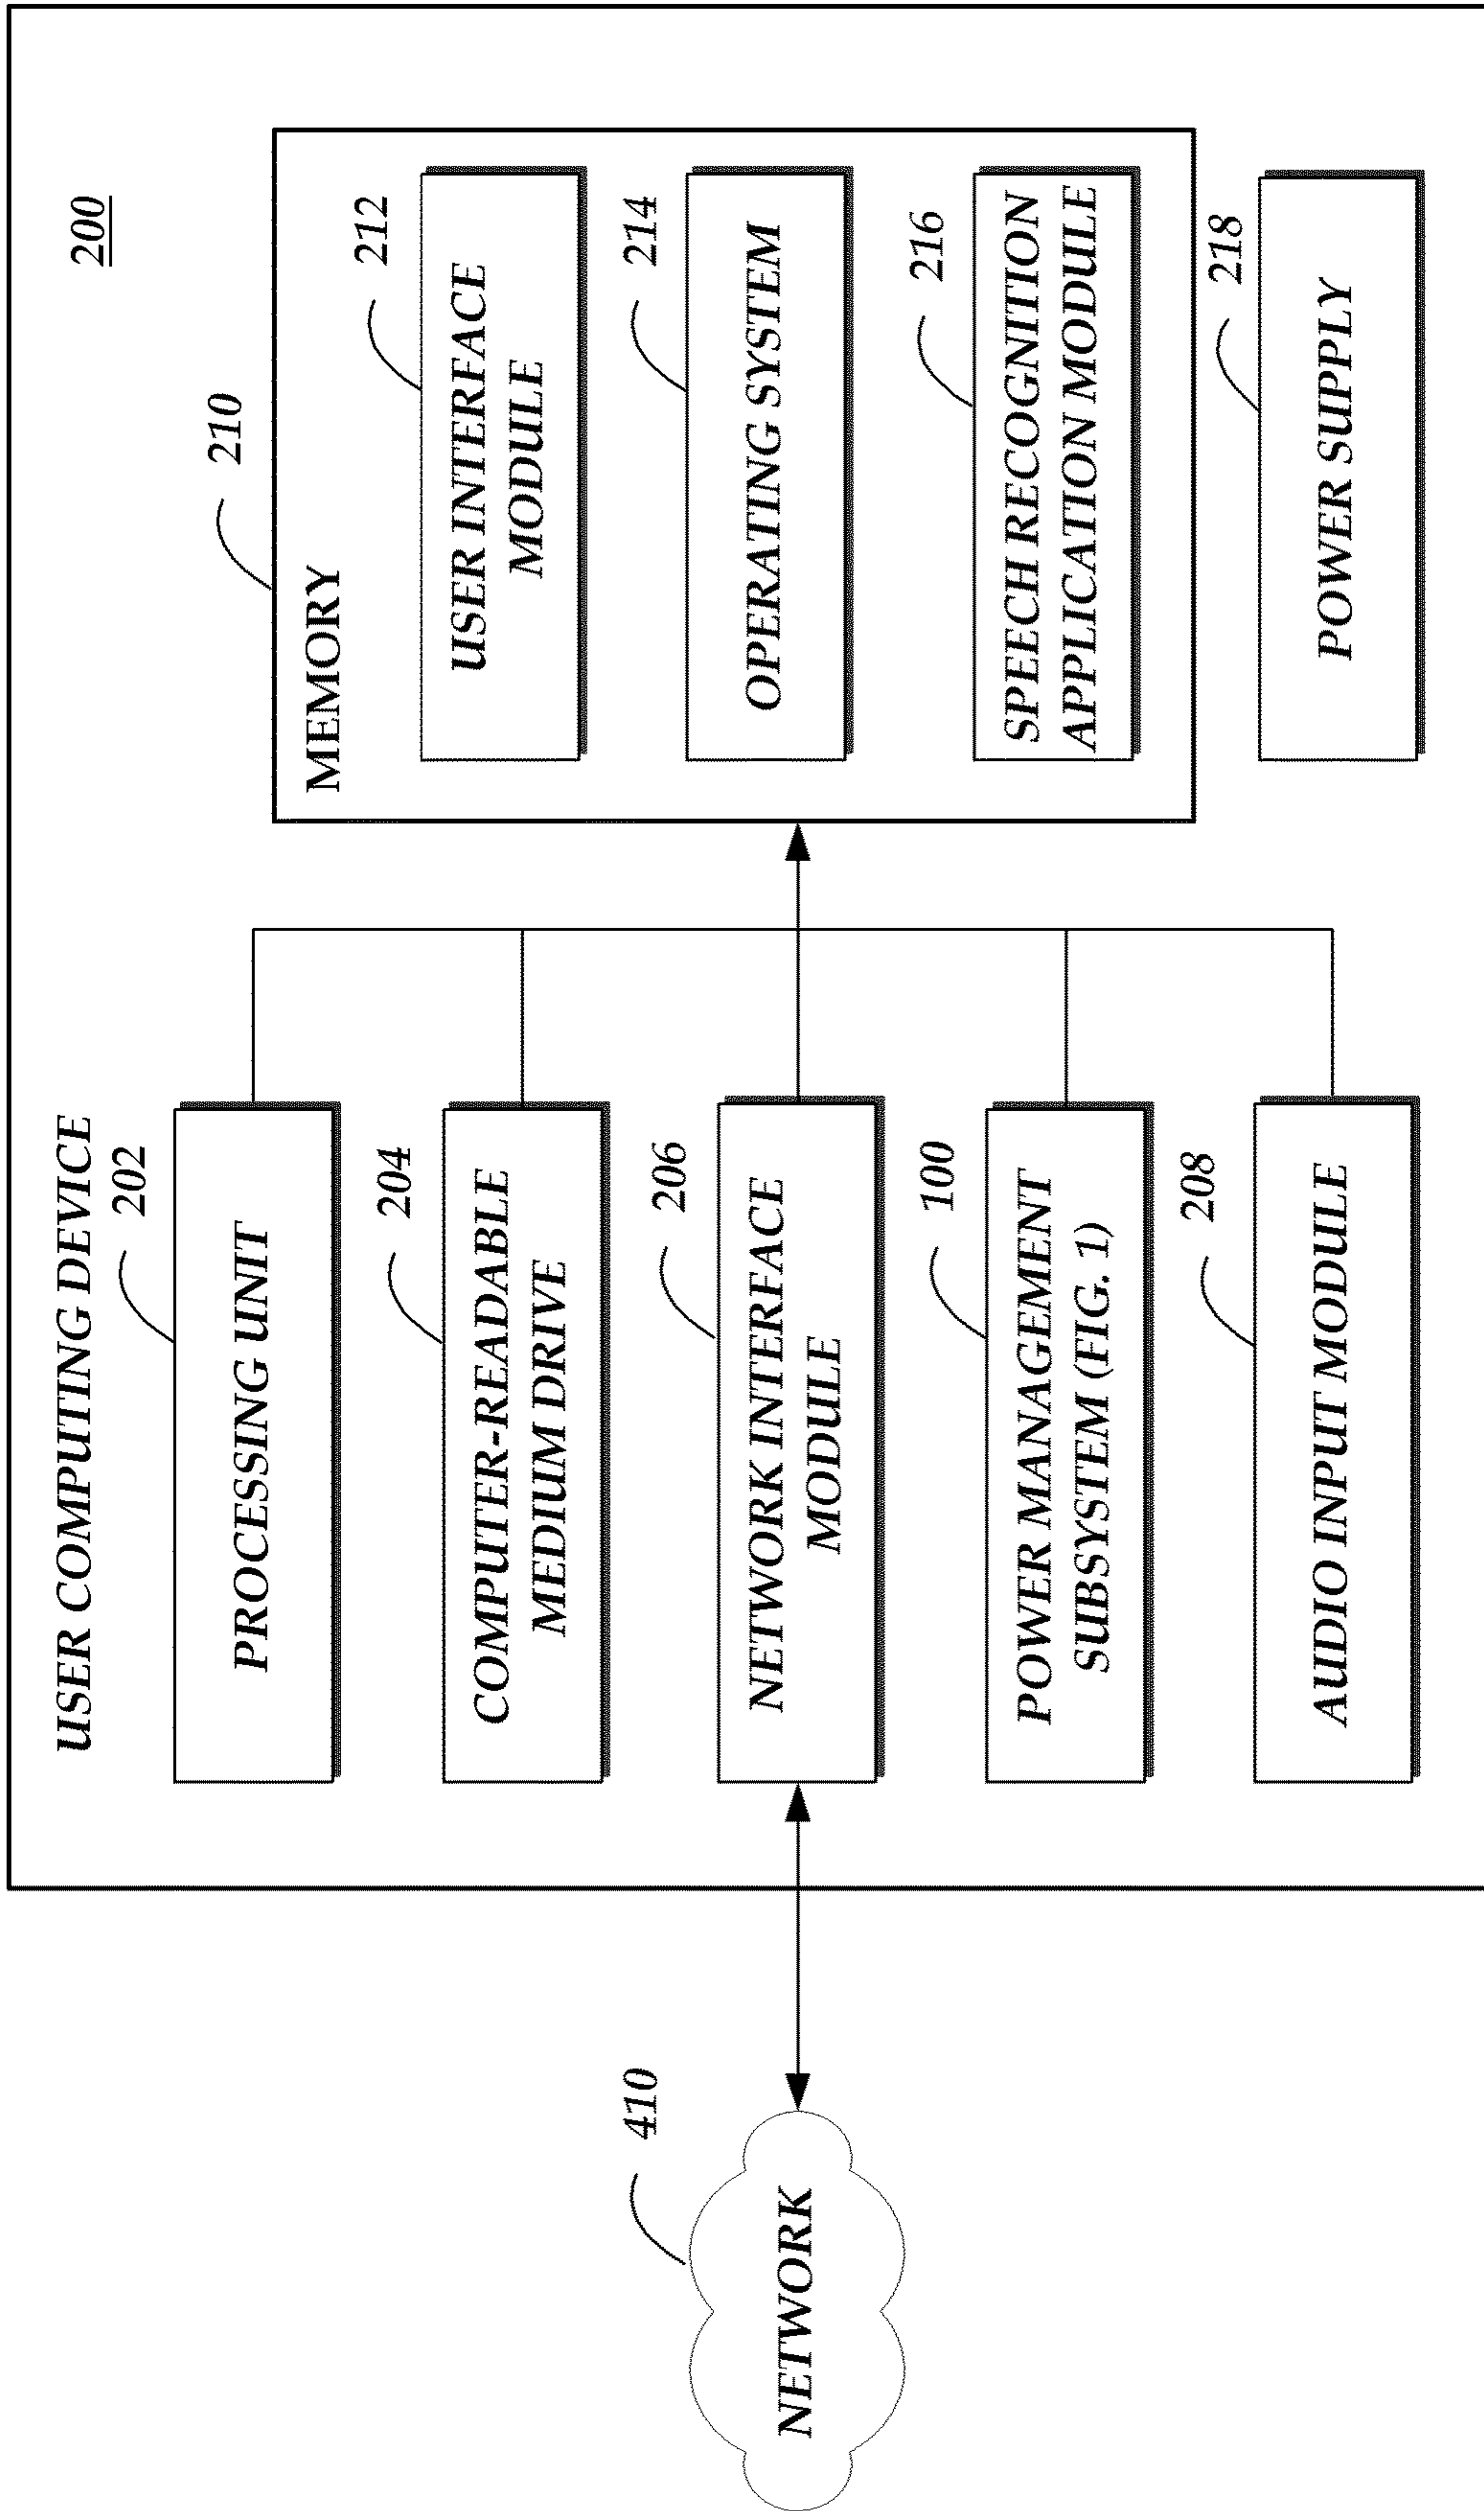 USER COMPUTING DEVICE
200
202
PROCESSING UNIT
204
COMPUTER-READABLE
MEDIUM DRIVE
206
NETWORK INTERFACE
MODULE
100
POWER MANAGEMENT
SUBSYSTEM (FIG. 1)
208
AUDIO INPUT MODULE
210
MEMORY
212
USER INTERFACE
MODULE
214
OPERATING SYSTEM
216
SPEECH RECOGNITION
APPLICATION MODULE
218
POWER SUPPLY
410
NETWORK